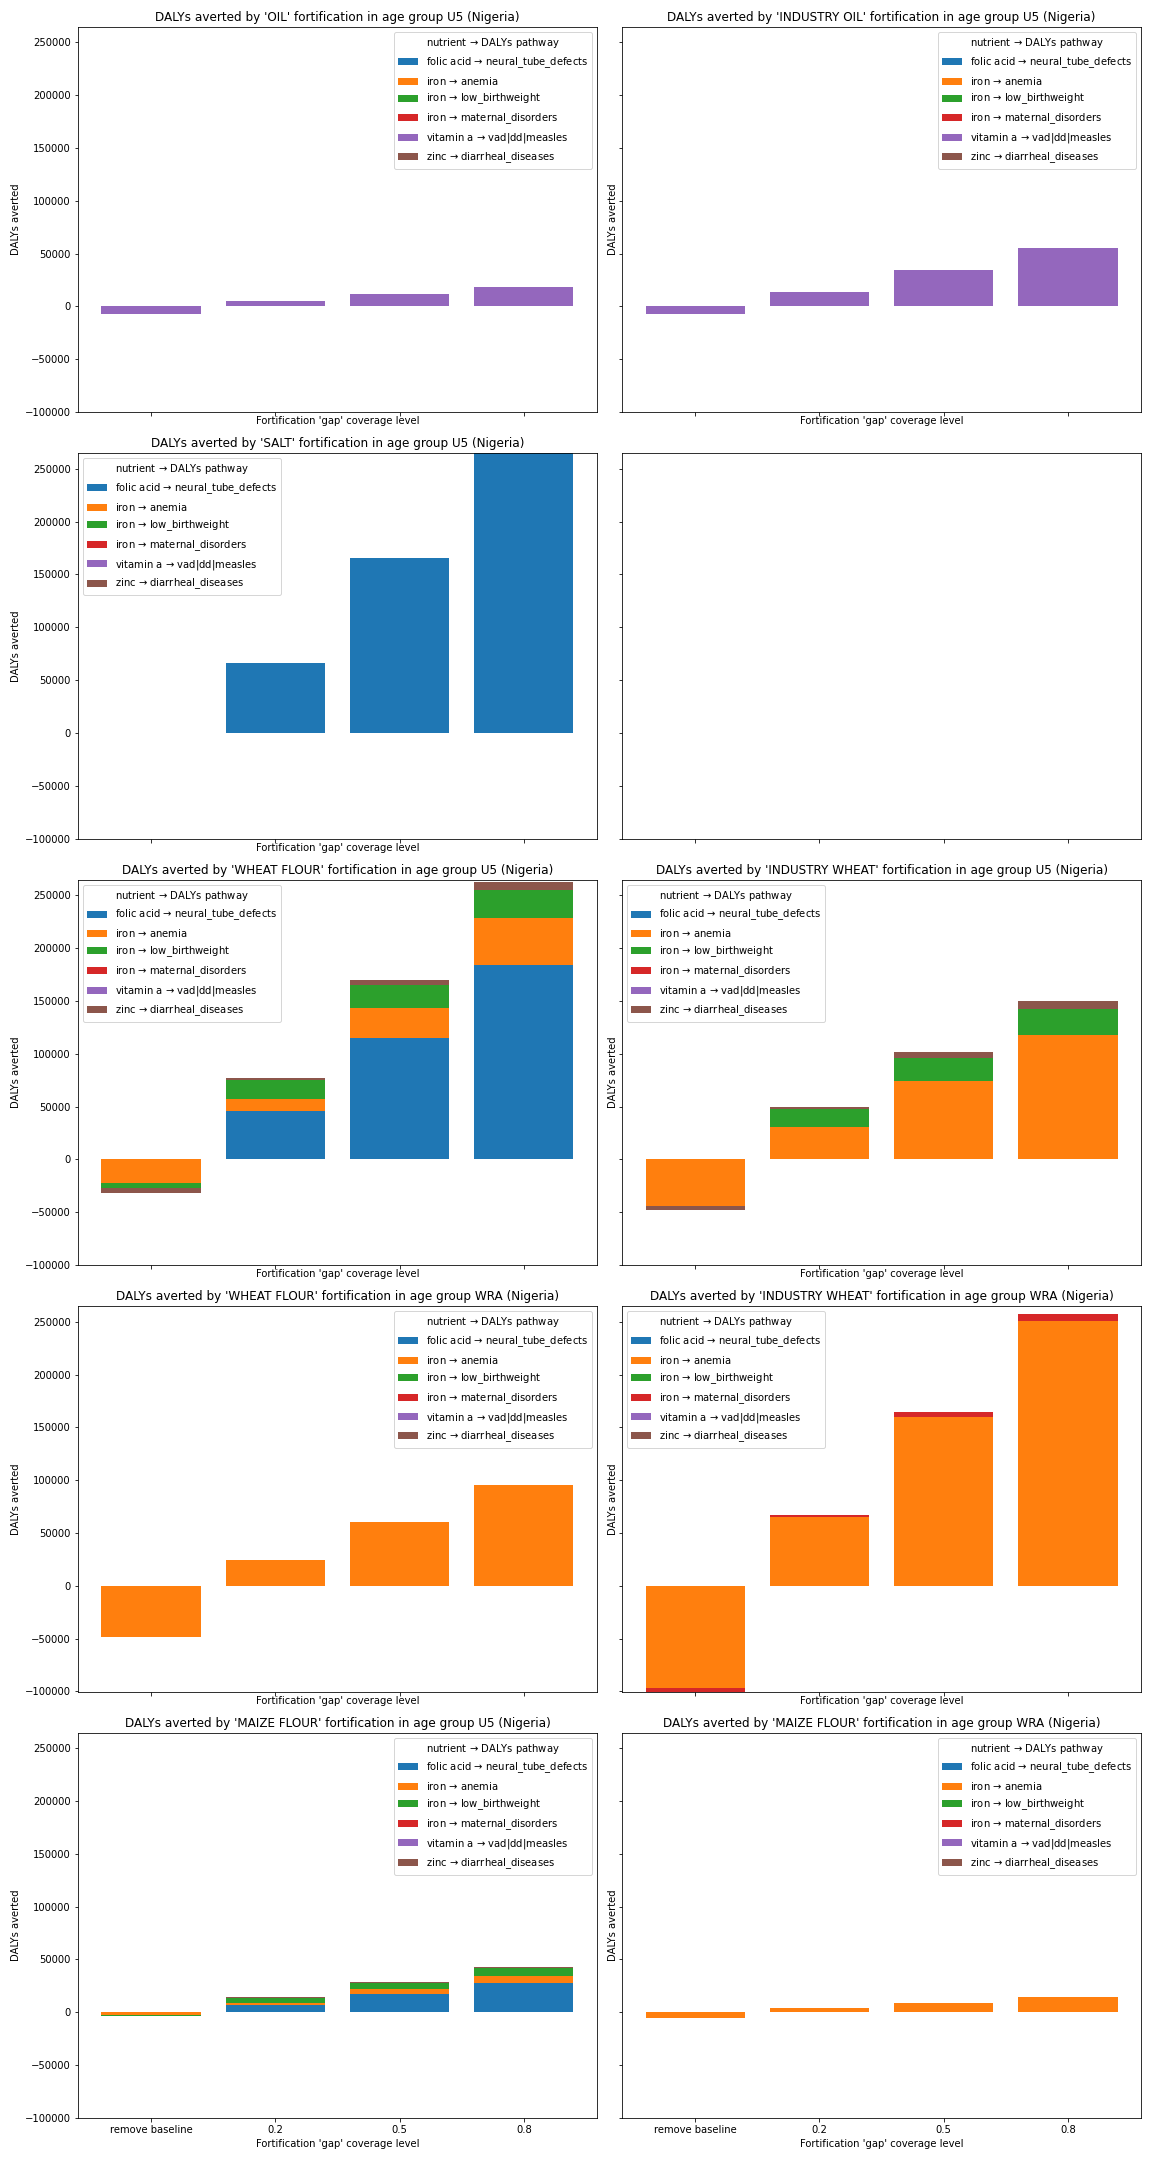 DALYs averted by 'OIL' fortification in age group U5 (Nigeria)
250000
200000
150000
100000
50000
0
−50000
−100000
DALYs averted
nutrient → DALYs pathway
folic acid → neural_tube_defects
iron → anemia
iron → low_birthweight
iron → maternal_disorders
vitamin a → vad|dd|measles
zinc → diarrheal_diseases
Fortification 'gap' coverage level
DALYs averted by 'INDUSTRY OIL' fortification in age group U5 (Nigeria)
DALYs averted
nutrient → DALYs pathway
folic acid → neural_tube_defects
iron → anemia
iron → low_birthweight
iron → maternal_disorders
vitamin a → vad|dd|measles
zinc → diarrheal_diseases
Fortification 'gap' coverage level
DALYs averted by 'SALT' fortification in age group U5 (Nigeria)
250000
200000
150000
100000
50000
0
−50000
−100000
DALYs averted
nutrient → DALYs pathway
folic acid → neural_tube_defects
iron → anemia
iron → low_birthweight
iron → maternal_disorders
vitamin a → vad|dd|measles
zinc → diarrheal_diseases
Fortification 'gap' coverage level
DALYs averted by 'WHEAT FLOUR' fortification in age group U5 (Nigeria)
250000
200000
150000
100000
50000
0
−50000
−100000
DALYs averted
nutrient → DALYs pathway
folic acid → neural_tube_defects
iron → anemia
iron → low_birthweight
iron → maternal_disorders
vitamin a → vad|dd|measles
zinc → diarrheal_diseases
Fortification 'gap' coverage level
DALYs averted by 'INDUSTRY WHEAT' fortification in age group U5 (Nigeria)
DALYs averted
nutrient → DALYs pathway
folic acid → neural_tube_defects
iron → anemia
iron → low_birthweight
iron → maternal_disorders
vitamin a → vad|dd|measles
zinc → diarrheal_diseases
Fortification 'gap' coverage level
DALYs averted by 'WHEAT FLOUR' fortification in age group WRA (Nigeria)
250000
200000
150000
100000
50000
0
−50000
−100000
DALYs averted
nutrient → DALYs pathway
folic acid → neural_tube_defects
iron → anemia
iron → low_birthweight
iron → maternal_disorders
vitamin a → vad|dd|measles
zinc → diarrheal_diseases
Fortification 'gap' coverage level
DALYs averted by 'INDUSTRY WHEAT' fortification in age group WRA (Nigeria)
DALYs averted
nutrient → DALYs pathway
folic acid → neural_tube_defects
iron → anemia
iron → low_birthweight
iron → maternal_disorders
vitamin a → vad|dd|measles
zinc → diarrheal_diseases
Fortification 'gap' coverage level
DALYs averted by 'MAIZE FLOUR' fortification in age group U5 (Nigeria)
250000
200000
150000
100000
50000
0
−50000
−100000
DALYs averted
nutrient → DALYs pathway
folic acid → neural_tube_defects
iron → anemia
iron → low_birthweight
iron → maternal_disorders
vitamin a → vad|dd|measles
zinc → diarrheal_diseases
remove baseline 0.2 0.5 0.8
Fortification 'gap' coverage level
DALYs averted by 'MAIZE FLOUR' fortification in age group WRA (Nigeria)
DALYs averted
nutrient → DALYs pathway
folic acid → neural_tube_defects
iron → anemia
iron → low_birthweight
iron → maternal_disorders
vitamin a → vad|dd|measles
zinc → diarrheal_diseases
remove baseline 0.2 0.5 0.8
Fortification 'gap' coverage level